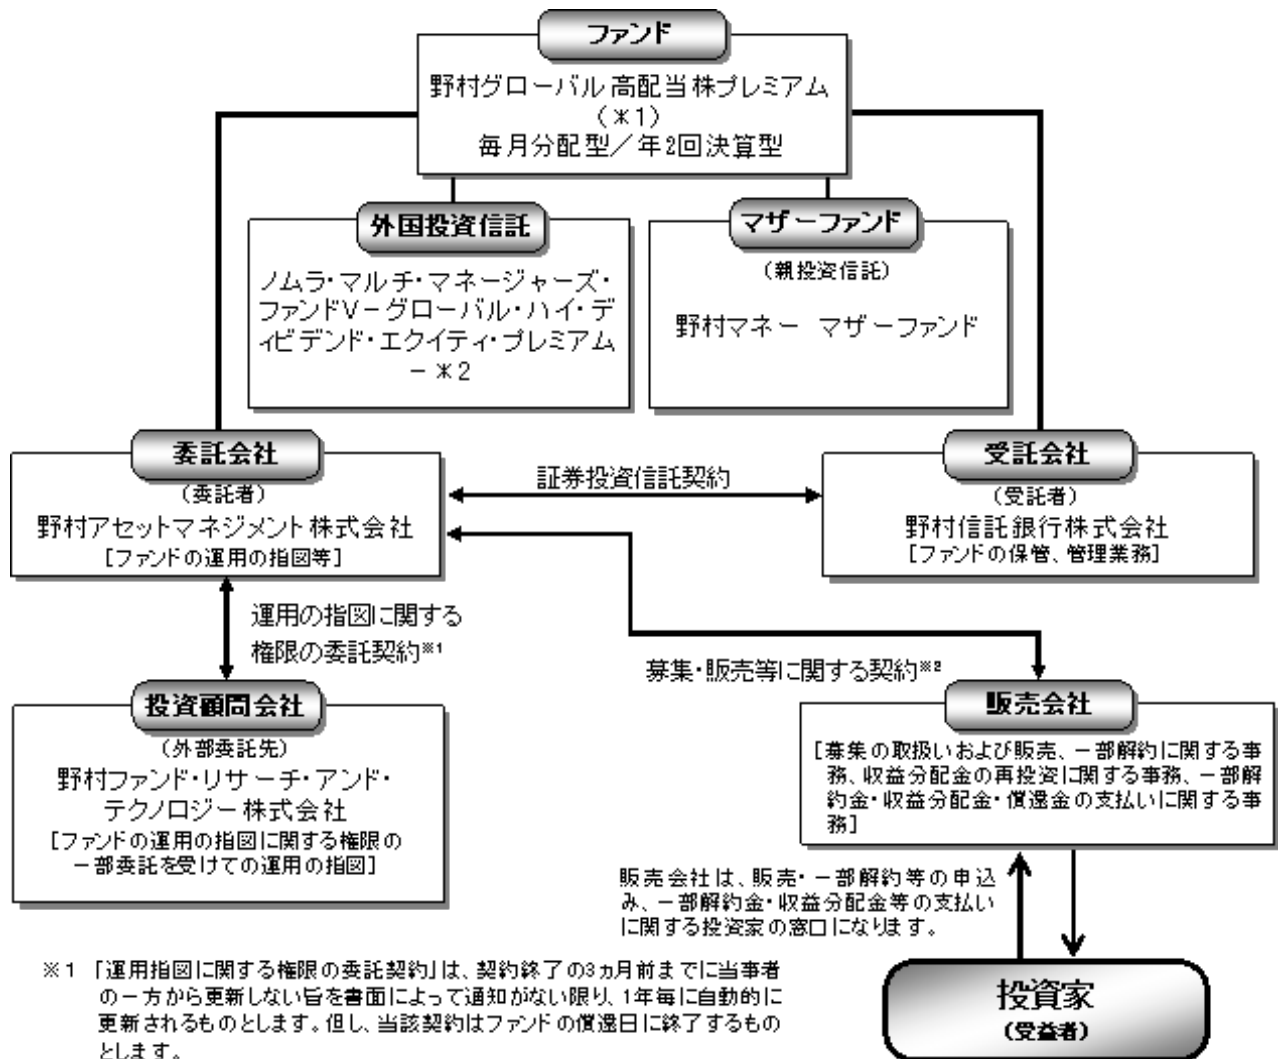 ファンド
野村グローバル高配当株プレミアム
(＊1)
毎月分配型／年2回決算型
外国投資信託
ノムラ・マルチ・マネージャーズ・
ファンドⅤ－グローバル・ハイ・デ
ィビデンド・エクイティ・プレミアム
－＊2
マザーファンド
(親投資信託)
野村マネー マザーファンド
委託会社
(委託者)
野村アセットマネジメント株式会社
[ファンドの運用の指図等]
証券投資信託契約
受託会社
(受託者)
野村信託銀行株式会社
[ファンドの保管、管理業務]
運用の指図に関する
権限の委託契約※1
募集・販売等に関する契約※2
投資顧問会社
(外部委託先)
野村ファンド・リサーチ・アンド・
テクノロジー株式会社
[ファンドの運用の指図に関する権限の
一部委託を受けての運用の指図]
販売会社
[募集の取扱いおよび販売、一部解約に関する事
務、収益分配金の再投資に関する事務、一部解
約金・収益分配金・償還金の支払いに関する事
務]
販売会社は、販売・一部解約等の申込
み、一部解約金・収益分配金等の支払い
に関する投資家の窓口になります。
投資家
(受益者)
※1 「運用指図に関する権限の委託契約」は、契約終了の3ヵ月前までに当事者
の一方から更新しない旨を書面によって通知がない限り、1年毎に自動的に
更新されるものとします。但し、当該契約はファンドの償還日に終了するもの
とします。